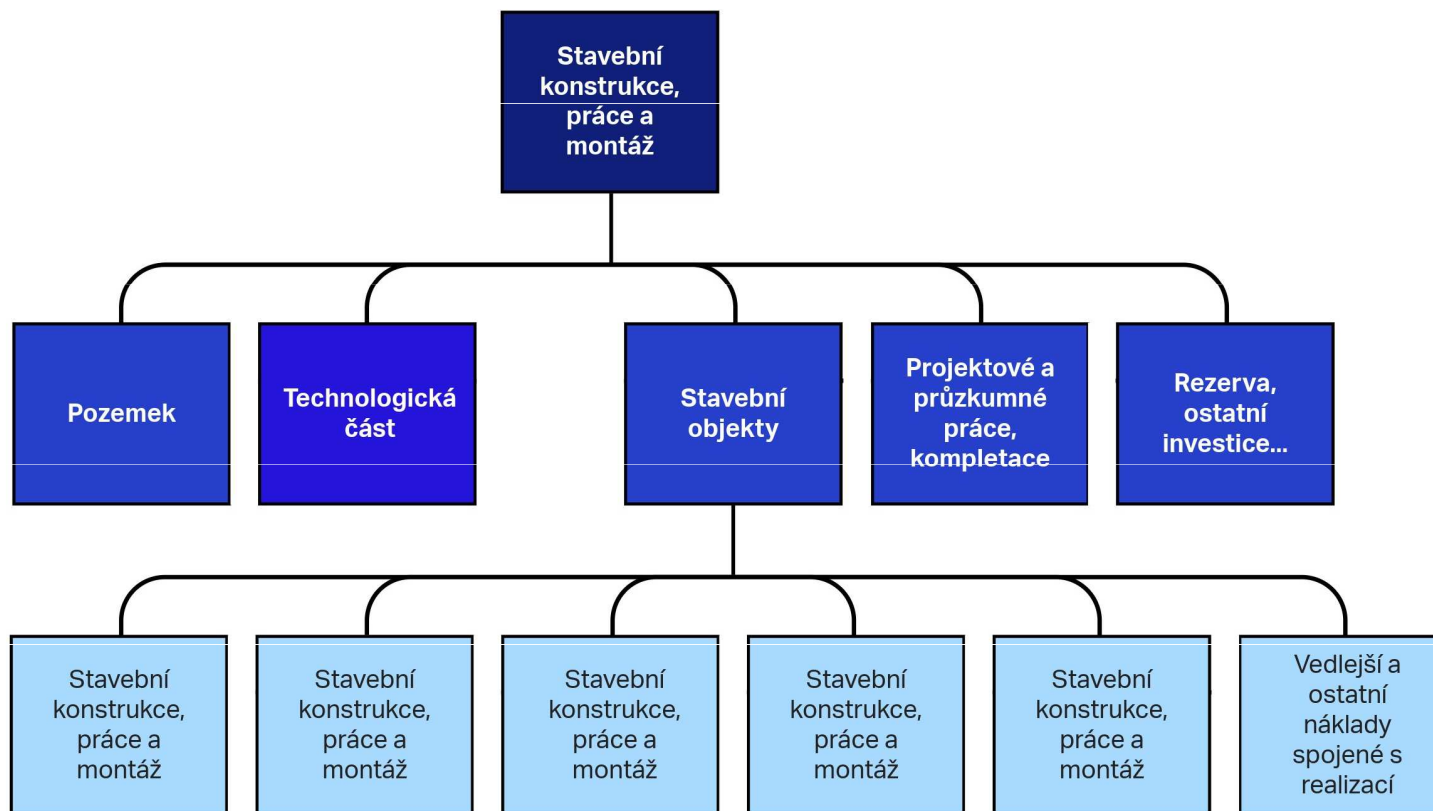 Stavební
konstrukce,
práce a
montáž
Pozemek
Technologická
část
Stavební
objekty
Projektové a
průzkumné
práce,
kompletace
Rezerva,
ostatní
investice...
Stavební
konstrukce,
práce a
montáž
Stavební
konstrukce,
práce a
montáž
Stavební
konstrukce,
práce a
montáž
Stavební
konstrukce,
práce a
montáž
Stavební
konstrukce,
práce a
montáž
Vedlejší a
ostatní
náklady
spojené s
realizací